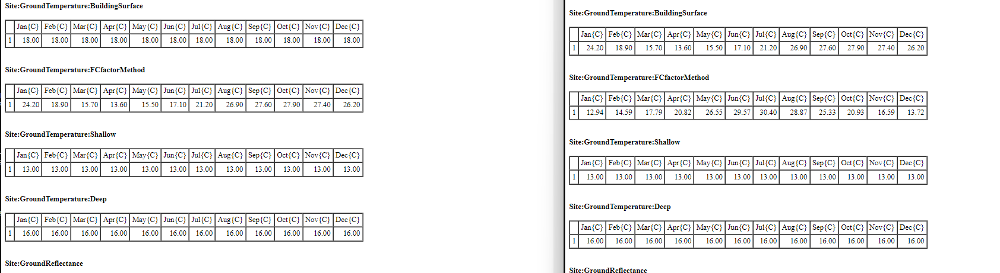 Site:GroundTemperature:BuildingSurface
Jan{C} Feb{C} Mar{C} Apr{C} May{C} Jun{C} Jul{C} Aug{C} Sep{C} Oct{C} Nov{C} Dec{C}
1 18.00 18.00 18.00 18.00 18.00 18.00 18.00 18.00 18.00 18.00 18.00 18.00
Site:GroundTemperature:FCfactorMethod
Jan{C} Feb{C} Mar{C} Apr{C} May{C} Jun{C} Jul{C} Aug{C} Sep{C} Oct{C} Nov{C} Dec{C}
1 24.20 18.90 15.70 13.60 15.50 17.10 21.20 26.90 27.60 27.90 27.40 26.20
Site:GroundTemperature:Shallow
Jan{C} Feb{C} Mar{C} Apr{C} May{C} Jun{C} Jul{C} Aug{C} Sep{C} Oct{C} Nov{C} Dec{C}
1 13.00 13.00 13.00 13.00 13.00 13.00 13.00 13.00 13.00 13.00 13.00 13.00
Site:GroundTemperature:Deep
Jan{C} Feb{C} Mar{C} Apr{C} May{C} Jun{C} Jul{C} Aug{C} Sep{C} Oct{C} Nov{C} Dec{C}
1 16.00 16.00 16.00 16.00 16.00 16.00 16.00 16.00 16.00 16.00 16.00 16.00
Site:GroundReflectance
Site:GroundTemperature:BuildingSurface
Jan{C} Feb{C} Mar{C} Apr{C} May{C} Jun{C} Jul{C} Aug{C} Sep{C} Oct{C} Nov{C} Dec{C}
1 24.20 18.90 15.70 13.60 15.50 17.10 21.20 26.90 27.60 27.90 27.40 26.20
Site:GroundTemperature:FCfactorMethod
Jan{C} Feb{C} Mar{C} Apr{C} May{C} Jun{C} Jul{C} Aug{C} Sep{C} Oct{C} Nov{C} Dec{C}
1 12.94 14.59 17.79 20.82 26.55 29.57 30.40 28.87 25.33 20.93 16.59 13.72
Site:GroundTemperature:Shallow
Jan{C} Feb{C} Mar{C} Apr{C} May{C} Jun{C} Jul{C} Aug{C} Sep{C} Oct{C} Nov{C} Dec{C}
1 13.00 13.00 13.00 13.00 13.00 13.00 13.00 13.00 13.00 13.00 13.00 13.00
Site:GroundTemperature:Deep
Jan{C} Feb{C} Mar{C} Apr{C} May{C} Jun{C} Jul{C} Aug{C} Sep{C} Oct{C} Nov{C} Dec{C}
1 16.00 16.00 16.00 16.00 16.00 16.00 16.00 16.00 16.00 16.00 16.00 16.00
Site:GroundReflectance